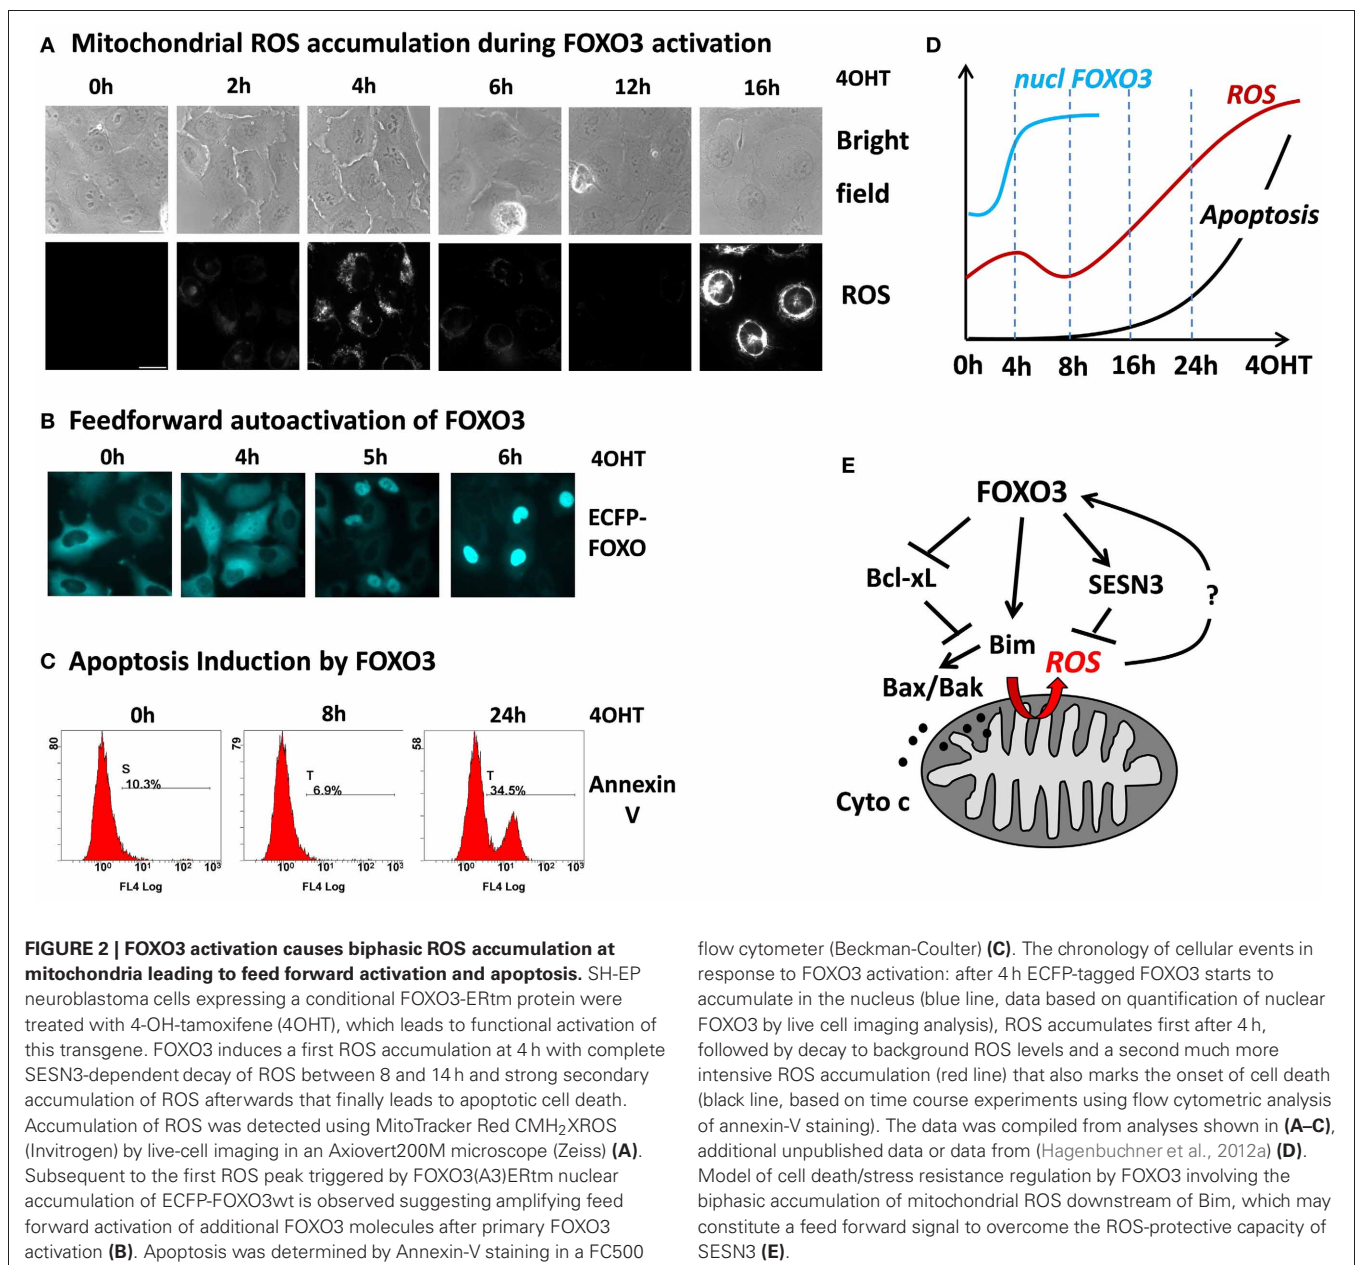 A Mitochondrial ROS accumulation during FOXO3 activation
0h 2h 4h 6h 12h 16h 4OHT
Bright
field
ROS
B Feedforward autoactivation of FOXO3
0h 4h 5h 6h 4OHT
ECFP-
FOXO
C Apoptosis Induction by FOXO3
0h 8h 24h 4OHT
80 79 58
S T T
10.3% 6.9% 34.5%
Annexin
V
10⁰ 10¹ 10² 10³ 10⁰ 10¹ 10² 10³ 10⁰ 10¹ 10² 10³
FL4 Log FL4 Log FL4 Log
D
nucl FOXO3
ROS
Apoptosis
0h 4h 8h 16h 24h 4OHT
E
FOXO3
Bcl-xL
SESN3
?
Bim
ROS
Bax/Bak
Cyto c
FIGURE 2 | FOXO3 activation causes biphasic ROS accumulation at
mitochondria leading to feed forward activation and apoptosis. SH-EP
neuroblastoma cells expressing a conditional FOXO3-ERtm protein were
treated with 4-OH-tamoxifene (4OHT), which leads to functional activation of
this transgene. FOXO3 induces a first ROS accumulation at 4 h with complete
SESN3-dependent decay of ROS between 8 and 14 h and strong secondary
accumulation of ROS afterwards that finally leads to apoptotic cell death.
Accumulation of ROS was detected using MitoTracker Red CMH₂XROS
(Invitrogen) by live-cell imaging in an Axiovert200M microscope (Zeiss) (A).
Subsequent to the first ROS peak triggered by FOXO3(A3)ERtm nuclear
accumulation of ECFP-FOXO3wt is observed suggesting amplifying feed
forward activation of additional FOXO3 molecules after primary FOXO3
activation (B). Apoptosis was determined by Annexin-V staining in a FC500
flow cytometer (Beckman-Coulter) (C). The chronology of cellular events in
response to FOXO3 activation: after 4 h ECFP-tagged FOXO3 starts to
accumulate in the nucleus (blue line, data based on quantification of nuclear
FOXO3 by live cell imaging analysis), ROS accumulates first after 4 h,
followed by decay to background ROS levels and a second much more
intensive ROS accumulation (red line) that also marks the onset of cell death
(black line, based on time course experiments using flow cytometric analysis
of annexin-V staining). The data was compiled from analyses shown in (A–C),
additional unpublished data or data from (Hagenbuchner et al., 2012a) (D).
Model of cell death/stress resistance regulation by FOXO3 involving the
biphasic accumulation of mitochondrial ROS downstream of Bim, which may
constitute a feed forward signal to overcome the ROS-protective capacity of
SESN3 (E).